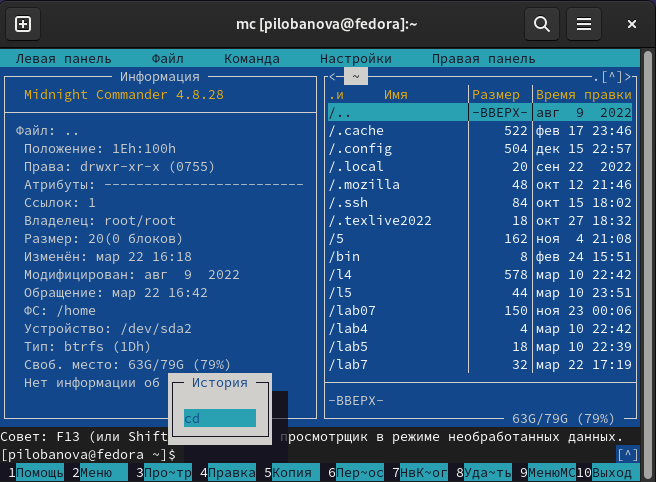 mc [pilobanova@fedora]:~
Левая панель Файл Команда Настройки Правая панель
Информация
Midnight Commander 4.8.28
Файл: ..
Положение: 1Eh:100h
Права: drwxr-xr-x (0755)
Атрибуты: -------------------------
Ссылок: 1
Владелец: root/root
Размер: 20(0 блоков)
Изменён: мар 22 16:18
Модифицирован: авг 9 2022
Обращение: мар 22 16:42
ФС: /home
Устройство: /dev/sda2
Тип: btrfs (1Dh)
Своб. место: 63G/79G (79%)
Нет информации об
<- ~ .[^]>
.и Имя Размер Время правки
/.. -ВВЕРХ- авг 9 2022
/.cache 522 фев 17 23:46
/.config 504 дек 15 22:57
/.local 20 сен 22 2022
/.mozilla 48 окт 12 21:46
/.ssh 84 окт 15 18:02
/.texlive2022 18 окт 27 18:32
/5 162 ноя 4 21:08
/bin 8 фев 24 15:51
/l4 578 мар 10 22:42
/l5 44 мар 10 23:51
/lab07 150 ноя 23 00:06
/lab4 4 мар 10 22:42
/lab5 18 мар 10 22:39
/lab7 32 мар 22 17:19
-ВВЕРХ-
63G/79G (79%)
История
cd
Совет: F13 (или Shift просмотрщик в режиме необработанных данных.
[pilobanova@fedora ~]$ [^]
1Помощь 2Меню 3Про~тр 4Правка 5Копия 6Пер~ос 7НвК~ог 8Уда~ть 9МенюMC 10Выход